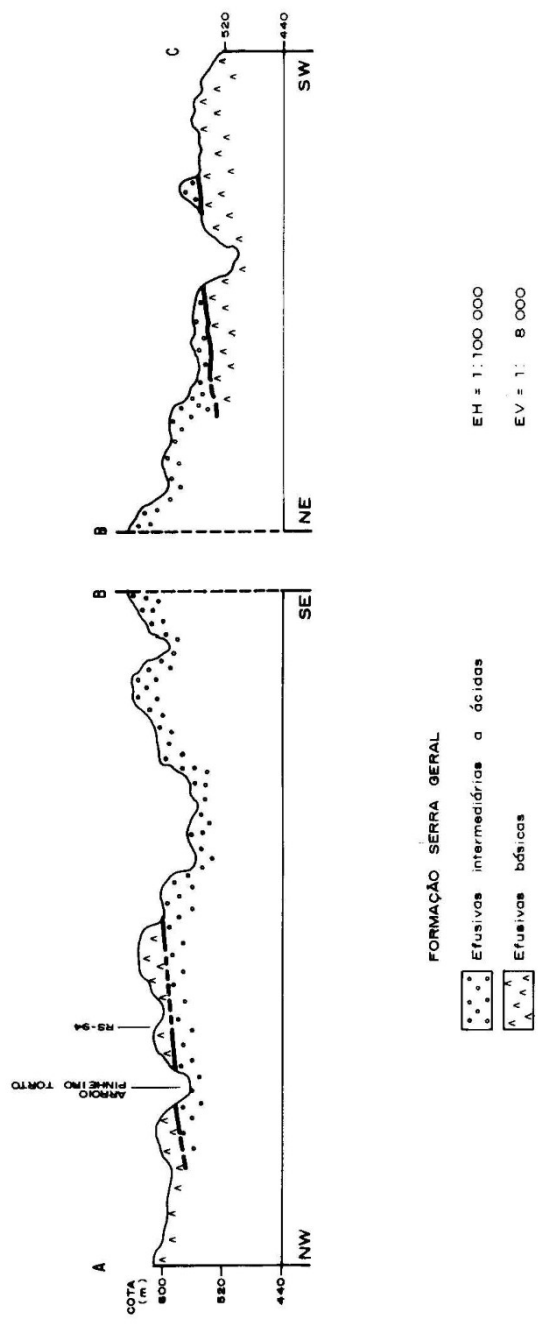 A
COTA
(m)
600
520
440
NW
ARROIO
PINHEIRO TORTO
RS-94
B
SE
B
NE
C
520
440
SW
FORMAÇÃO SERRA GERAL
Efusivas intermediárias a ácidas
Efusivas básicas
EH = 1: 100 000
EV = 1: 8 000